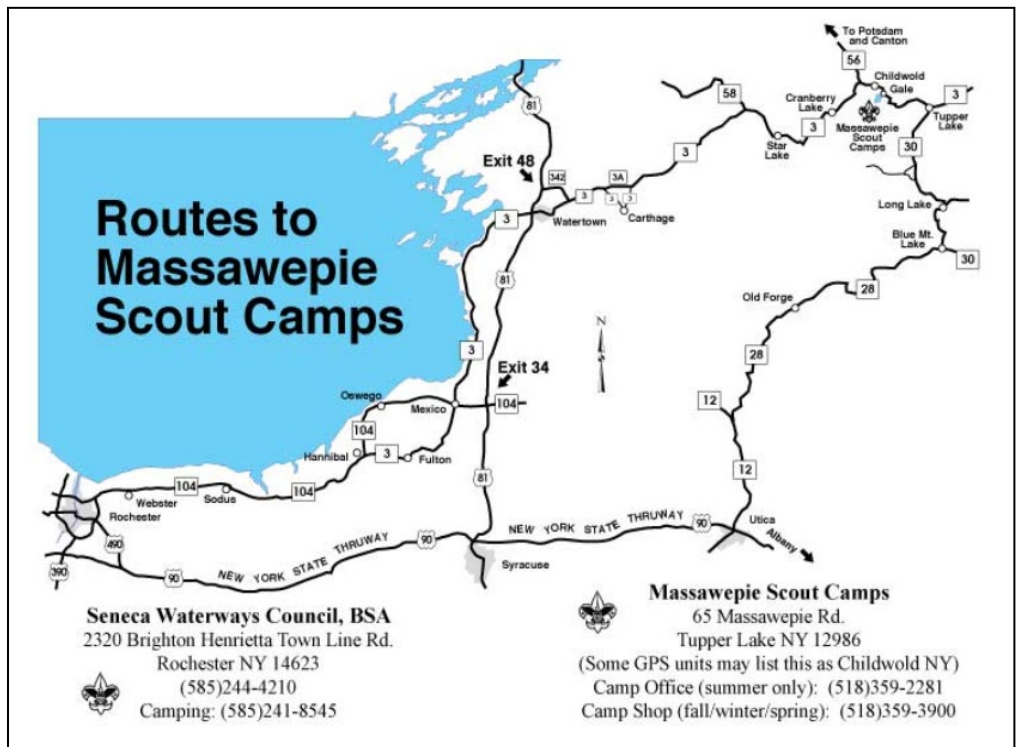 To Potsdam
and Canton
56
Childwold
Gale
3
58
Cranberry
Lake
3
Massawepie
Scout
Camps
Tupper
Lake
81
Star
Lake
30
Exit 48
3
342
3A
3
3
3
Long Lake
3
Watertown
Carthage
Blue Mt.
Lake
30
Routes to
Massawepie
Scout Camps
81
28
Old Forge
N
3
Exit 34
28
Oswego
Mexico
104
12
104
Hannibal
3
Fulton
12
81
104
104
Webster
Sodus
Rochester
NEW YORK STATE THRUWAY
90
Utica
Albany
490
NEW YORK STATE THRUWAY
90
390
90
Syracuse
Seneca Waterways Council, BSA
2320 Brighton Henrietta Town Line Rd.
Rochester NY 14623
(585)244-4210
Camping: (585)241-8545
Massawepie Scout Camps
65 Massawepie Rd.
Tupper Lake NY 12986
(Some GPS units may list this as Childwold NY)
Camp Office (summer only): (518)359-2281
Camp Shop (fall/winter/spring): (518)359-3900